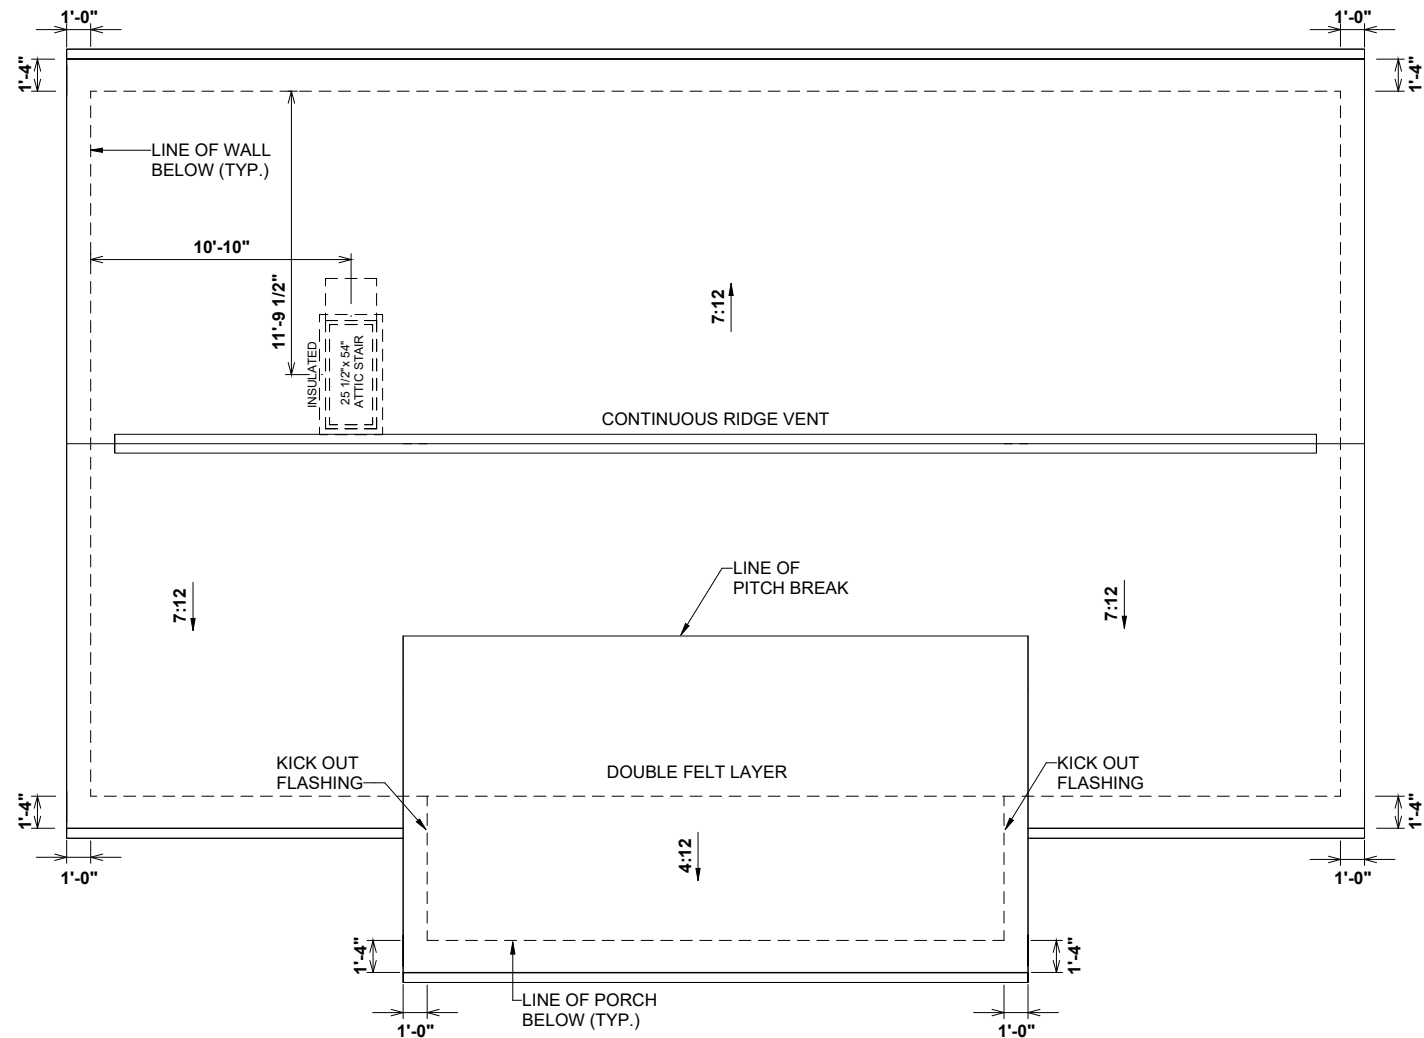 1'-0"
1'-0"
1'-4"
1'-4"
LINE OF WALL
BELOW (TYP.)
10'-10"
11'-9 1/2"
7:12
INSULATED
25 1/2"x 54"
ATTIC STAIR
CONTINUOUS RIDGE VENT
LINE OF
PITCH BREAK
7:12
7:12
KICK OUT
FLASHING
DOUBLE FELT LAYER
KICK OUT
FLASHING
1'-4"
1'-4"
4:12
1'-0"
1'-0"
1'-4"
1'-4"
LINE OF PORCH
BELOW (TYP.)
1'-0"
1'-0"